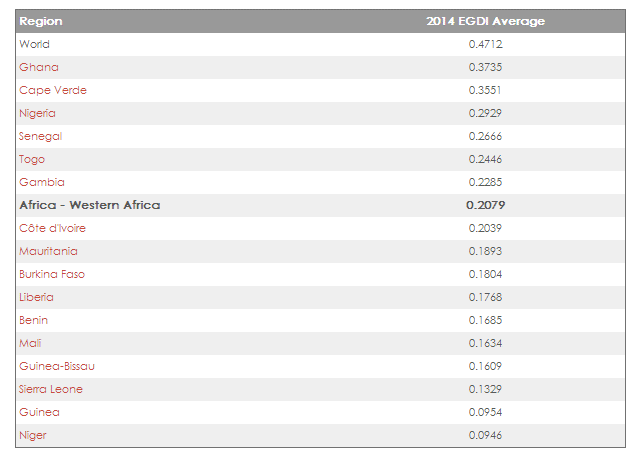 Region 2014 EGDI Average
World 0.4712
Ghana 0.3735
Cape Verde 0.3551
Nigeria 0.2929
Senegal 0.2666
Togo 0.2446
Gambia 0.2285
Africa - Western Africa 0.2079
Côte d'Ivoire 0.2039
Mauritania 0.1893
Burkina Faso 0.1804
Liberia 0.1768
Benin 0.1685
Mali 0.1634
Guinea-Bissau 0.1609
Sierra Leone 0.1329
Guinea 0.0954
Niger 0.0946